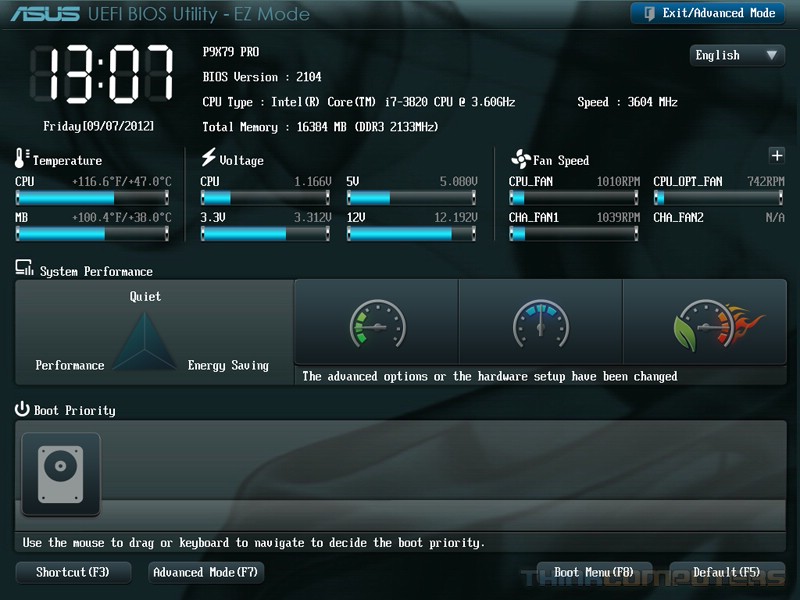 ASUS UEFI BIOS Utility - EZ Mode
Exit/Advanced Mode
13:07
Friday[09/07/2012]
P9X79 PRO
BIOS Version : 2104
CPU Type : Intel(R) Core(TM) i7-3820 CPU @ 3.60GHz
Speed : 3604 MHz
Total Memory : 16384 MB (DDR3 2133MHz)
English
Temperature
CPU +116.6°F/+47.0°C
MB +100.4°F/+38.0°C
Voltage
CPU 1.166V
5V 5.080V
3.3V 3.312V
12V 12.192V
Fan Speed
CPU_FAN 1010RPM
CPU_OPT_FAN 742RPM
CHA_FAN1 1039RPM
CHA_FAN2 N/A
System Performance
Quiet
Performance
Energy Saving
The advanced options or the hardware setup have been changed
Boot Priority
Use the mouse to drag or keyboard to navigate to decide the boot priority.
Shortcut(F3)
Advanced Mode(F7)
Boot Menu(F8)
Default(F5)
THINKCOMPUTERS